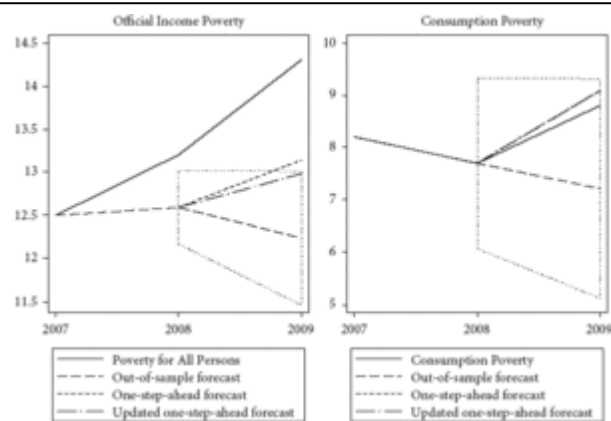 Official Income Poverty
14.5
14
13.5
13
12.5
12
11.5
2007 2008 2009
Poverty for All Persons
Out-of-sample forecast
One-step-ahead forecast
Updated one-step-ahead forecast
Consumption Poverty
10
9
8
7
6
5
2007 2008 2009
Consumption Poverty
Out-of-sample forecast
One-step-ahead forecast
Updated one-step-ahead forecast